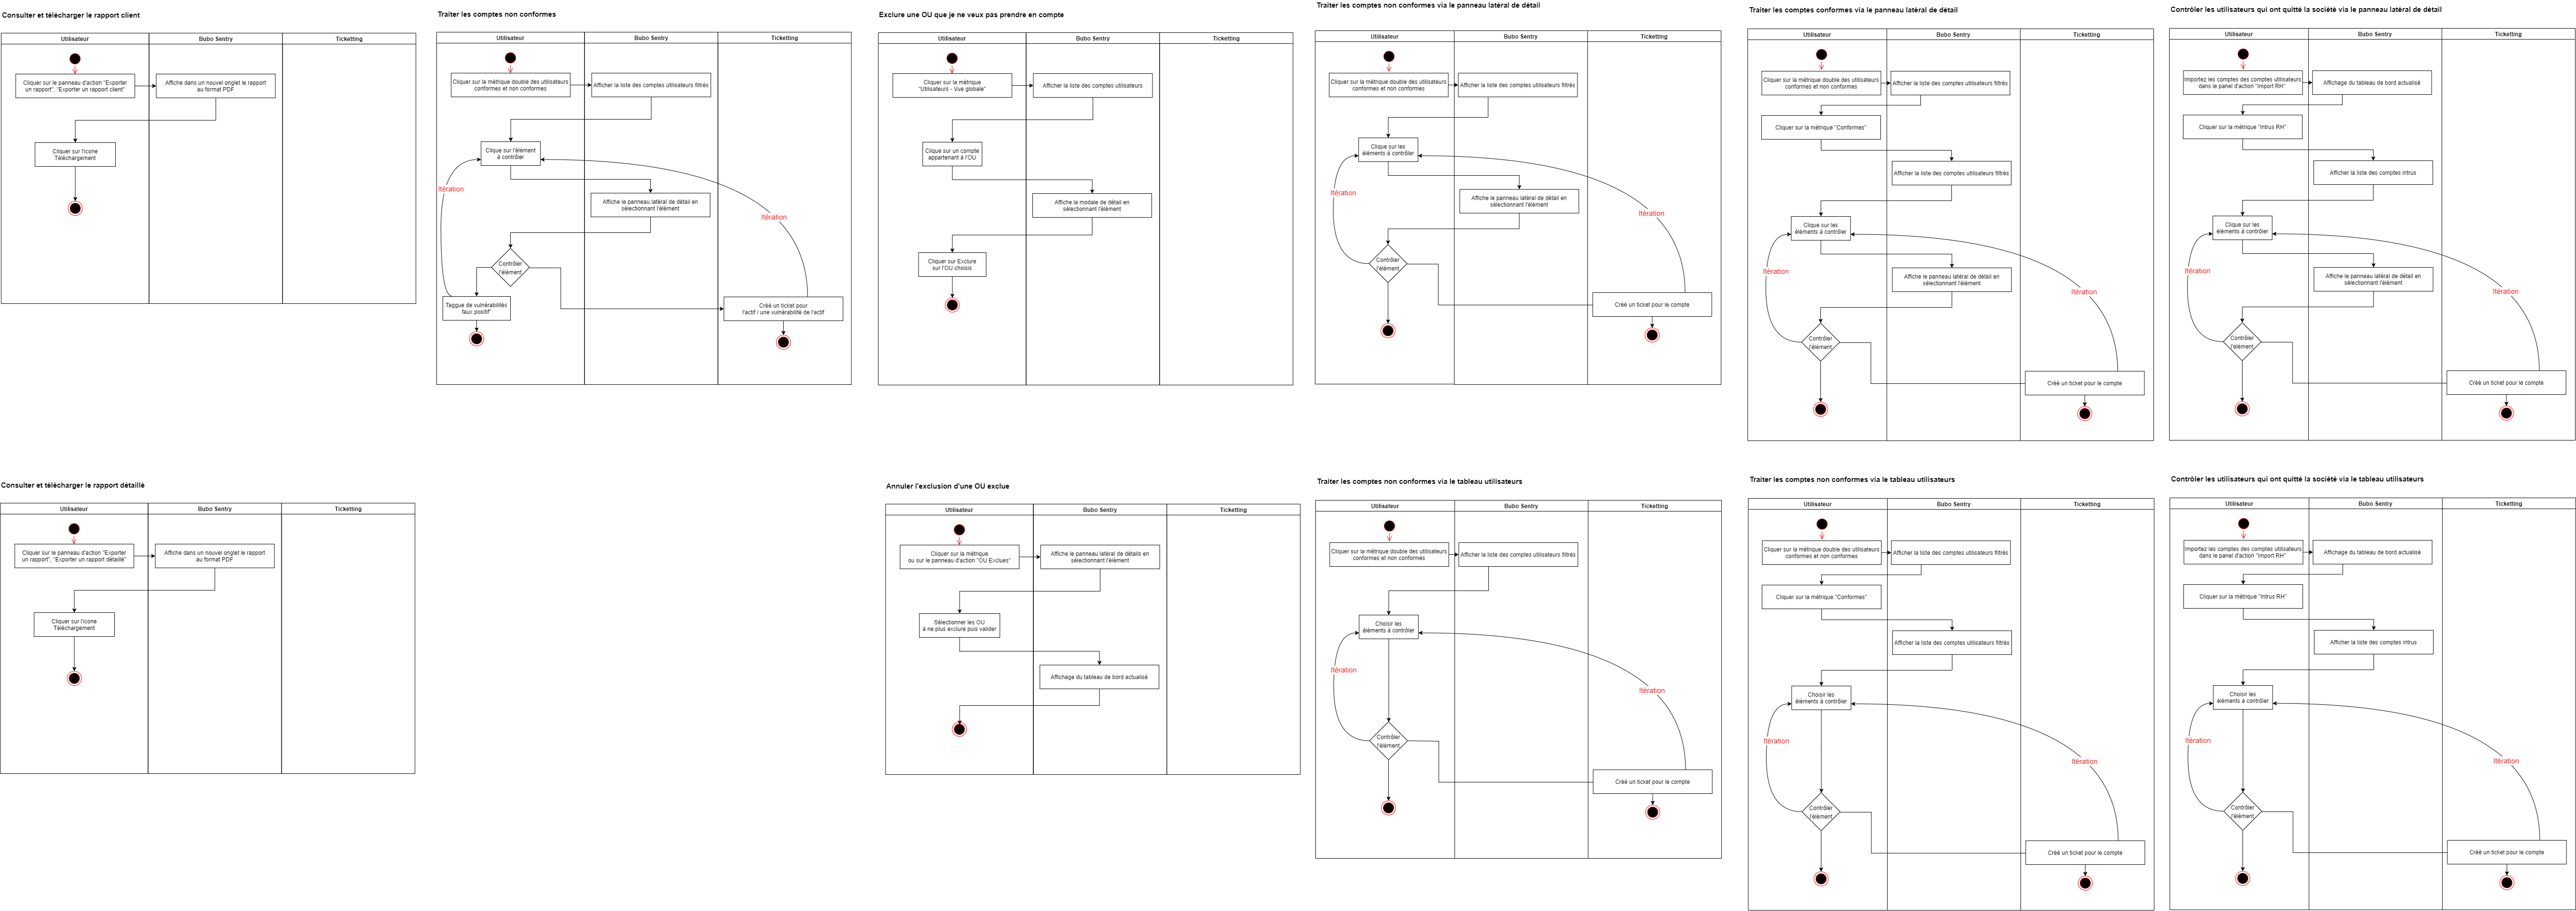 Consulter et télécharger le rapport client
Utilisateur
Bubo Sentry
Ticketting
Cliquer sur le panneau d'action "Exporter
un rapport", "Exporter un rapport client"
Affiche dans un nouvel onglet le rapport
au format PDF
Cliquer sur l'icone
Téléchargement
Traiter les comptes non conformes
Utilisateur
Bubo Sentry
Ticketting
Cliquer sur la métrique double des utilisateurs
conformes et non conformes
Afficher la liste des comptes utilisateurs filtrés
Clique sur l'élément
à contrôler
Itération
Affiche le panneau latéral de détail en
sélectionnant l'élément
Itération
Contrôler
l'élément
Taggue de vulnérabilités
faux positif"
Créé un ticket pour
l'actif / une vulnérabilité de l'actif
Exclure une OU que je ne veux pas prendre en compte
Utilisateur
Bubo Sentry
Ticketting
Cliquer sur la métrique
"Utilisateurs - Vue globale"
Afficher la liste des comptes utilisateurs
Clique sur un compte
appartenant à l'OU
Affiche la modale de détail en
sélectionnant l'élément
Cliquer sur Exclure
sur l'OU choisis
Traiter les comptes non conformes via le panneau latéral de détail
Utilisateur
Bubo Sentry
Ticketting
Cliquer sur la métrique double des utilisateurs
conformes et non conformes
Afficher la liste des comptes utilisateurs filtrés
Clique sur les
éléments à contrôler
Itération
Affiche le panneau latéral de détail en
sélectionnant l'élément
Itération
Contrôler
l'élément
Créé un ticket pour le compte
Traiter les comptes conformes via le panneau latéral de détail
Utilisateur
Bubo Sentry
Ticketting
Cliquer sur la métrique double des utilisateurs
conformes et non conformes
Afficher la liste des comptes utilisateurs filtrés
Cliquer sur la métrique "Conformes"
Afficher la liste des comptes utilisateurs filtrés
Clique sur les
éléments à contrôler
Itération
Affiche le panneau latéral de détail en
sélectionnant l'élément
Itération
Contrôler
l'élément
Créé un ticket pour le compte
Contrôler les utilisateurs qui ont quitté la société via le panneau latéral de détail
Utilisateur
Bubo Sentry
Ticketting
Importez les comptes des comptes utilisateurs
dans le panel d'action "Import RH"
Affichage du tableau de bord actualisé
Cliquer sur la métrique "Intrus RH"
Afficher la liste des comptes intrus
Clique sur les
éléments à contrôler
Itération
Affiche le panneau latéral de détail en
sélectionnant l'élément
Itération
Contrôler
l'élément
Créé un ticket pour le compte
Consulter et télécharger le rapport détaillé
Utilisateur
Bubo Sentry
Ticketting
Cliquer sur le panneau d'action "Exporter
un rapport", "Exporter un rapport détaillé"
Affiche dans un nouvel onglet le rapport
au format PDF
Cliquer sur l'icone
Téléchargement
Annuler l'exclusion d'une OU exclue
Utilisateur
Bubo Sentry
Ticketting
Cliquer sur la métrique
ou sur le panneau d'action "OU Exclues"
Affiche le panneau latéral de détails en
sélectionnant l'élément
Sélectionner les OU
à ne plus exclure puis valider
Affichage du tableau de bord actualisé
Traiter les comptes non conformes via le tableau utilisateurs
Utilisateur
Bubo Sentry
Ticketting
Cliquer sur la métrique double des utilisateurs
conformes et non conformes
Afficher la liste des comptes utilisateurs filtrés
Choisir les
éléments à contrôler
Itération
Itération
Contrôler
l'élément
Créé un ticket pour le compte
Traiter les comptes non conformes via le tableau utilisateurs
Utilisateur
Bubo Sentry
Ticketting
Cliquer sur la métrique double des utilisateurs
conformes et non conformes
Afficher la liste des comptes utilisateurs filtrés
Cliquer sur la métrique "Conformes"
Afficher la liste des comptes utilisateurs filtrés
Choisir les
éléments à contrôler
Itération
Itération
Contrôler
l'élément
Créé un ticket pour le compte
Contrôler les utilisateurs qui ont quitté la société via le tableau utilisateurs
Utilisateur
Bubo Sentry
Ticketting
Importez les comptes des comptes utilisateurs
dans le panel d'action "Import RH"
Affichage du tableau de bord actualisé
Cliquer sur la métrique "Intrus RH"
Afficher la liste des comptes intrus
Choisir les
éléments à contrôler
Itération
Itération
Contrôler
l'élément
Créé un ticket pour le compte